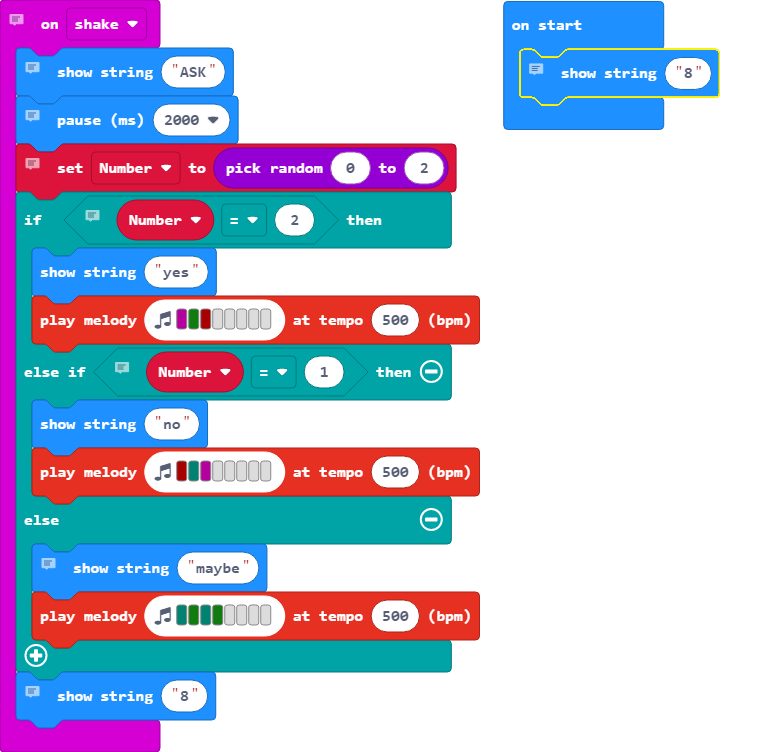 on shake
show string "ASK"
pause (ms) 2000
set Number to pick random 0 to 2
if Number = 2 then
show string "yes"
play melody at tempo 500 (bpm)
else if Number = 1 then
show string "no"
play melody at tempo 500 (bpm)
else
show string "maybe"
play melody at tempo 500 (bpm)
show string "8"
on start
show string "8"